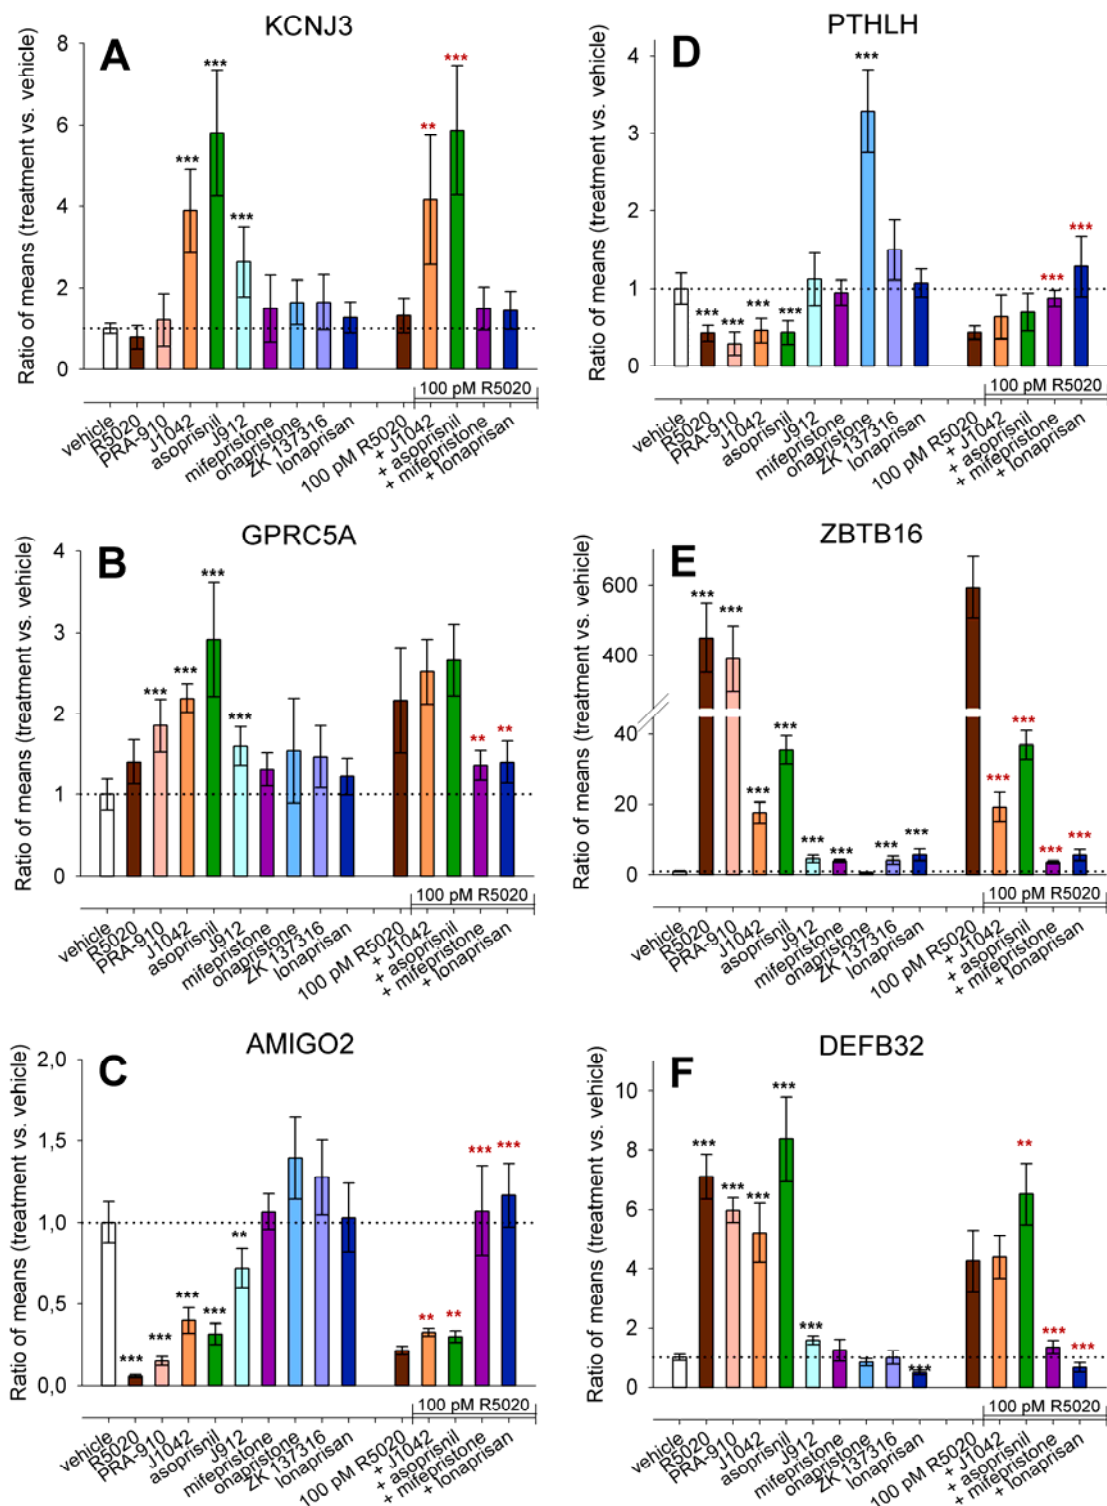 KCNJ3
A
Ratio of means (treatment vs. vehicle)
8
6
4
2
0
***
***
***
**
***
100 pM R5020
vehicle
R5020
PRA-910
J1042
asoprisnil
J912
mifepristone
onapristone
ZK 137316
lonaprisan
100 pM R5020
+ J1042
+ asoprisnil
+ mifepristone
+ lonaprisan
PTHLH
D
Ratio of means (treatment vs. vehicle)
4
3
2
1
0
***
***
***
***
***
***
***
100 pM R5020
vehicle
R5020
PRA-910
J1042
asoprisnil
J912
mifepristone
onapristone
ZK 137316
lonaprisan
100 pM R5020
+ J1042
+ asoprisnil
+ mifepristone
+ lonaprisan
GPRC5A
B
Ratio of means (treatment vs. vehicle)
4
3
2
1
0
***
***
***
***
**
**
100 pM R5020
vehicle
R5020
PRA-910
J1042
asoprisnil
J912
mifepristone
onapristone
ZK 137316
lonaprisan
100 pM R5020
+ J1042
+ asoprisnil
+ mifepristone
+ lonaprisan
ZBTB16
E
Ratio of means (treatment vs. vehicle)
600
400
40
20
0
***
***
***
***
***
***
***
***
***
***
***
***
100 pM R5020
vehicle
R5020
PRA-910
J1042
asoprisnil
J912
mifepristone
onapristone
ZK 137316
lonaprisan
100 pM R5020
+ J1042
+ asoprisnil
+ mifepristone
+ lonaprisan
AMIGO2
C
Ratio of means (treatment vs. vehicle)
2,0
1,5
1,0
0,5
0,0
***
***
***
***
**
**
**
***
***
100 pM R5020
vehicle
R5020
PRA-910
J1042
asoprisnil
J912
mifepristone
onapristone
ZK 137316
lonaprisan
100 pM R5020
+ J1042
+ asoprisnil
+ mifepristone
+ lonaprisan
DEFB32
F
Ratio of means (treatment vs. vehicle)
10
8
6
4
2
0
***
***
***
***
***
***
**
***
***
100 pM R5020
vehicle
R5020
PRA-910
J1042
asoprisnil
J912
mifepristone
onapristone
ZK 137316
lonaprisan
100 pM R5020
+ J1042
+ asoprisnil
+ mifepristone
+ lonaprisan